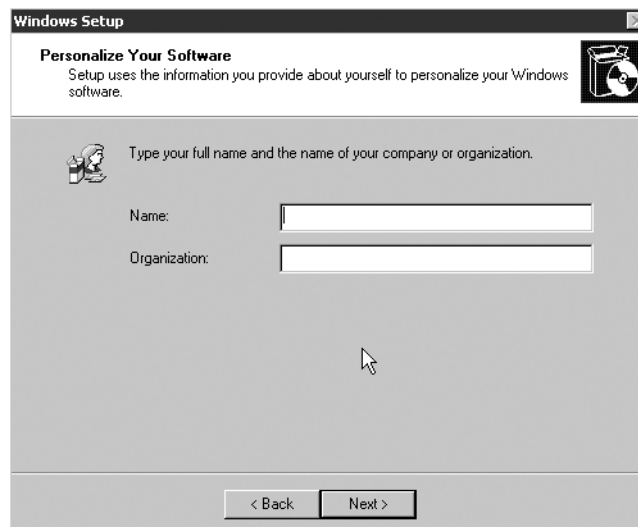 Windows Setup
Personalize Your Software
Setup uses the information you provide about yourself to personalize your Windows
software.
Type your full name and the name of your company or organization.
Name:
Organization:
< Back
Next >